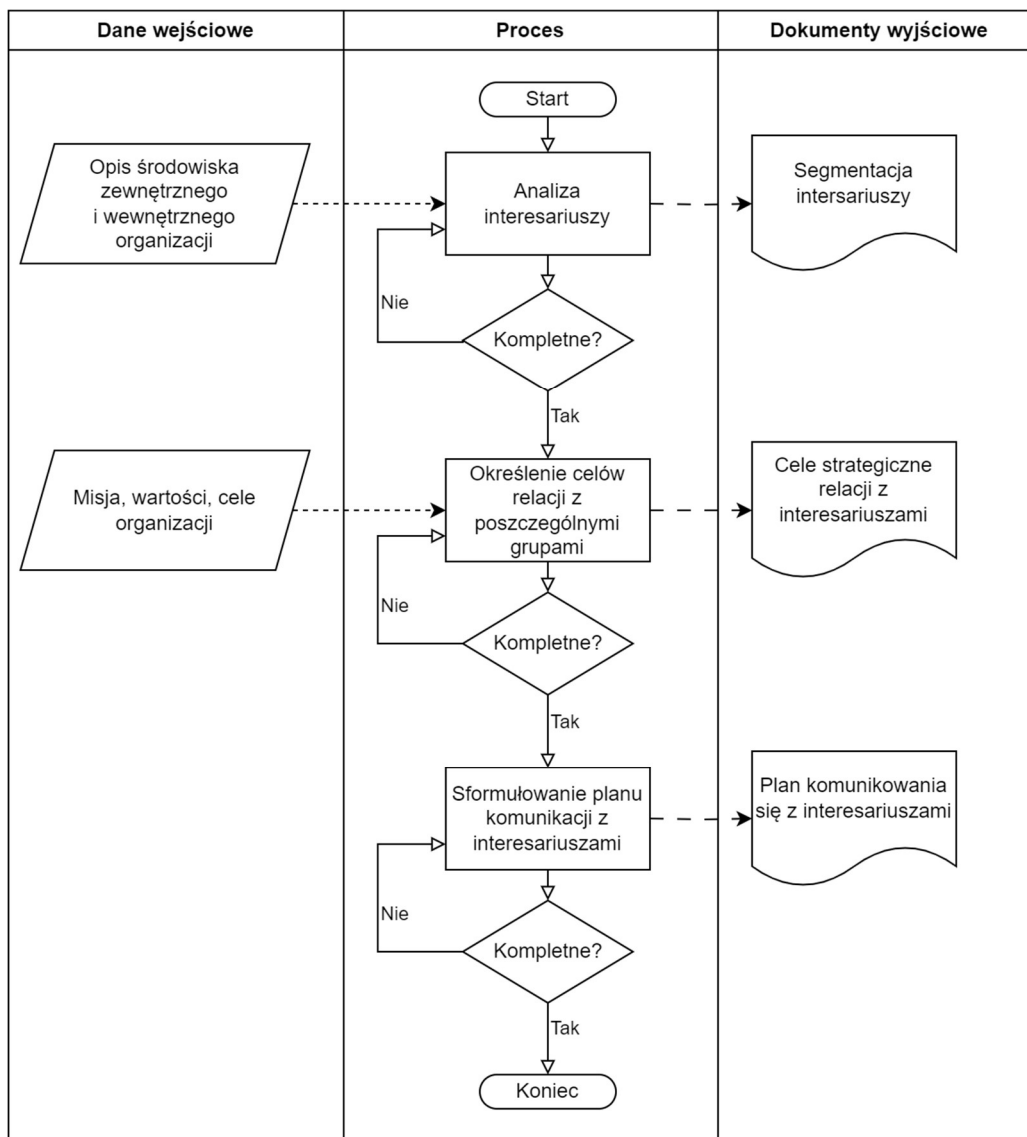 Dane wejściowe
Proces
Dokumenty wyjściowe
Start
Opis środowiska
zewnętrznego
i wewnętrznego
organizacji
Analiza
interesariuszy
Segmentacja
intersariuszy
Nie
Kompletne?
Tak
Misja, wartości, cele
organizacji
Określenie celów
relacji z
poszczególnymi
grupami
Cele strategiczne
relacji z
interesariuszami
Nie
Kompletne?
Tak
Sformułowanie planu
komunikacji z
interesariuszami
Plan komunikowania
się z interesariuszami
Nie
Kompletne?
Tak
Koniec